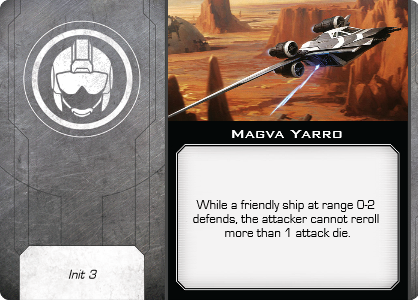 Magva Yarro
While a friendly ship at range 0-2
defends, the attacker cannot reroll
more than 1 attack die.
Init 3